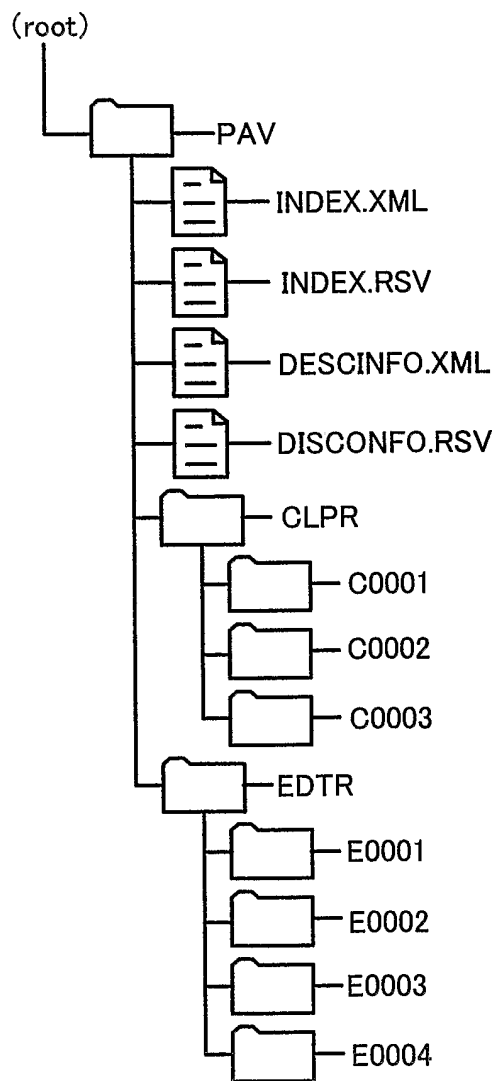 (root)
PAV
INDEX.XML
INDEX.RSV
DESCINFO.XML
DISCONFO.RSV
CLPR
C0001
C0002
C0003
EDTR
E0001
E0002
E0003
E0004